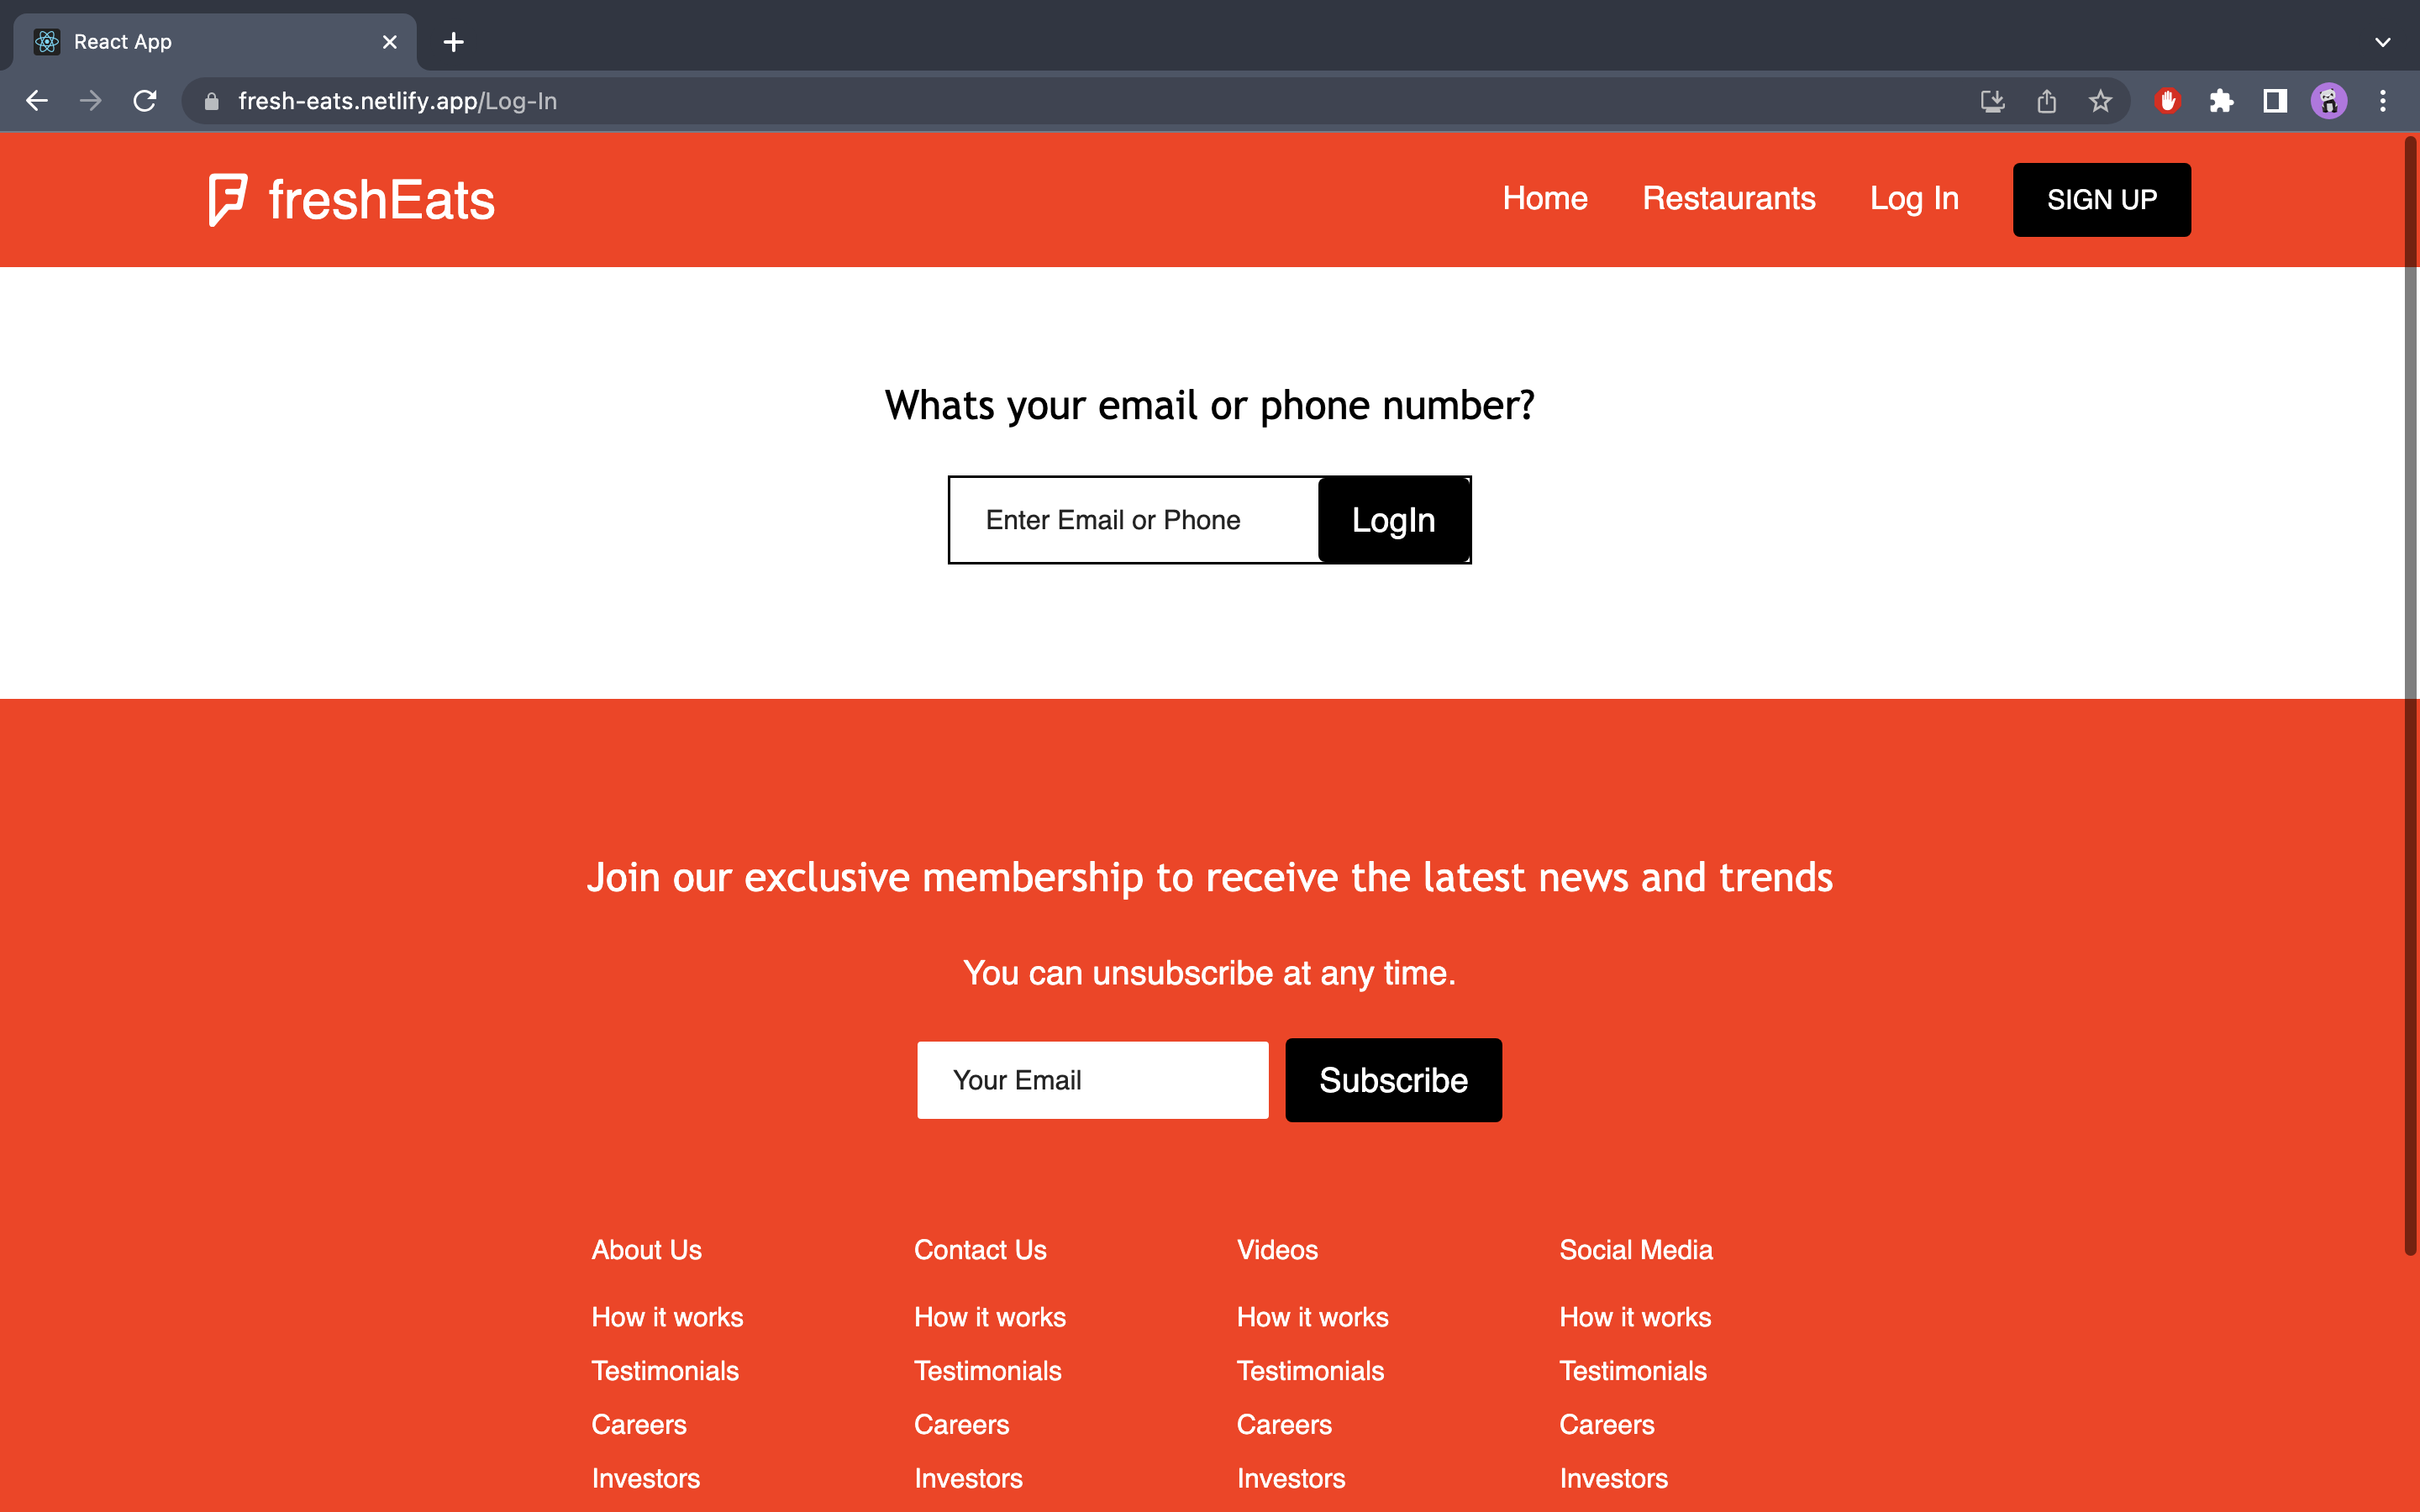 React App
fresh-eats.netlify.app/Log-In
freshEats
Home Restaurants Log In SIGN UP
Whats your email or phone number?
Enter Email or Phone LogIn
Join our exclusive membership to receive the latest news and trends
You can unsubscribe at any time.
Your Email Subscribe
About Us Contact Us Videos Social Media
How it works How it works How it works How it works
Testimonials Testimonials Testimonials Testimonials
Careers Careers Careers Careers
Investors Investors Investors Investors